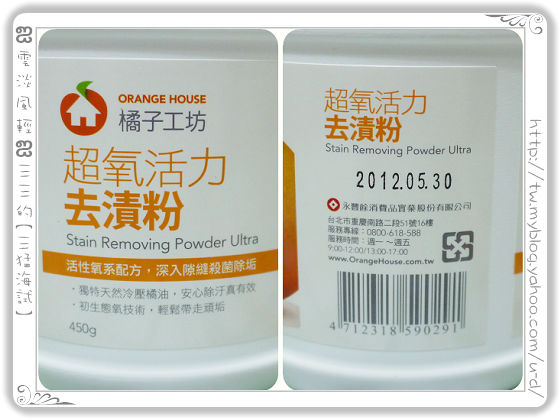 ORANGE HOUSE
橘子工坊
超氧活力
去漬粉
Stain Removing Powder Ultra
活性氧系配方，深入隙縫殺菌除垢
・獨特天然冷壓橘油，安心除汙真有效
・初生態氧技術，輕鬆帶走頑垢
450g
超氧活力
去漬粉
Stain Removing Powder Ultra
2012.05.30
永豐餘消費品實業股份有限公司
台北市重慶南路二段51號16樓
服務專線：0800-618-588
服務時間：週一～週五
9:00-12:00/13:00-17:00
www.OrangeHouse.com.tw
4 712318 590291
雲淡風輕 三三的【三猛海試】
http://tw.myblog.yahoo.com/u-d/